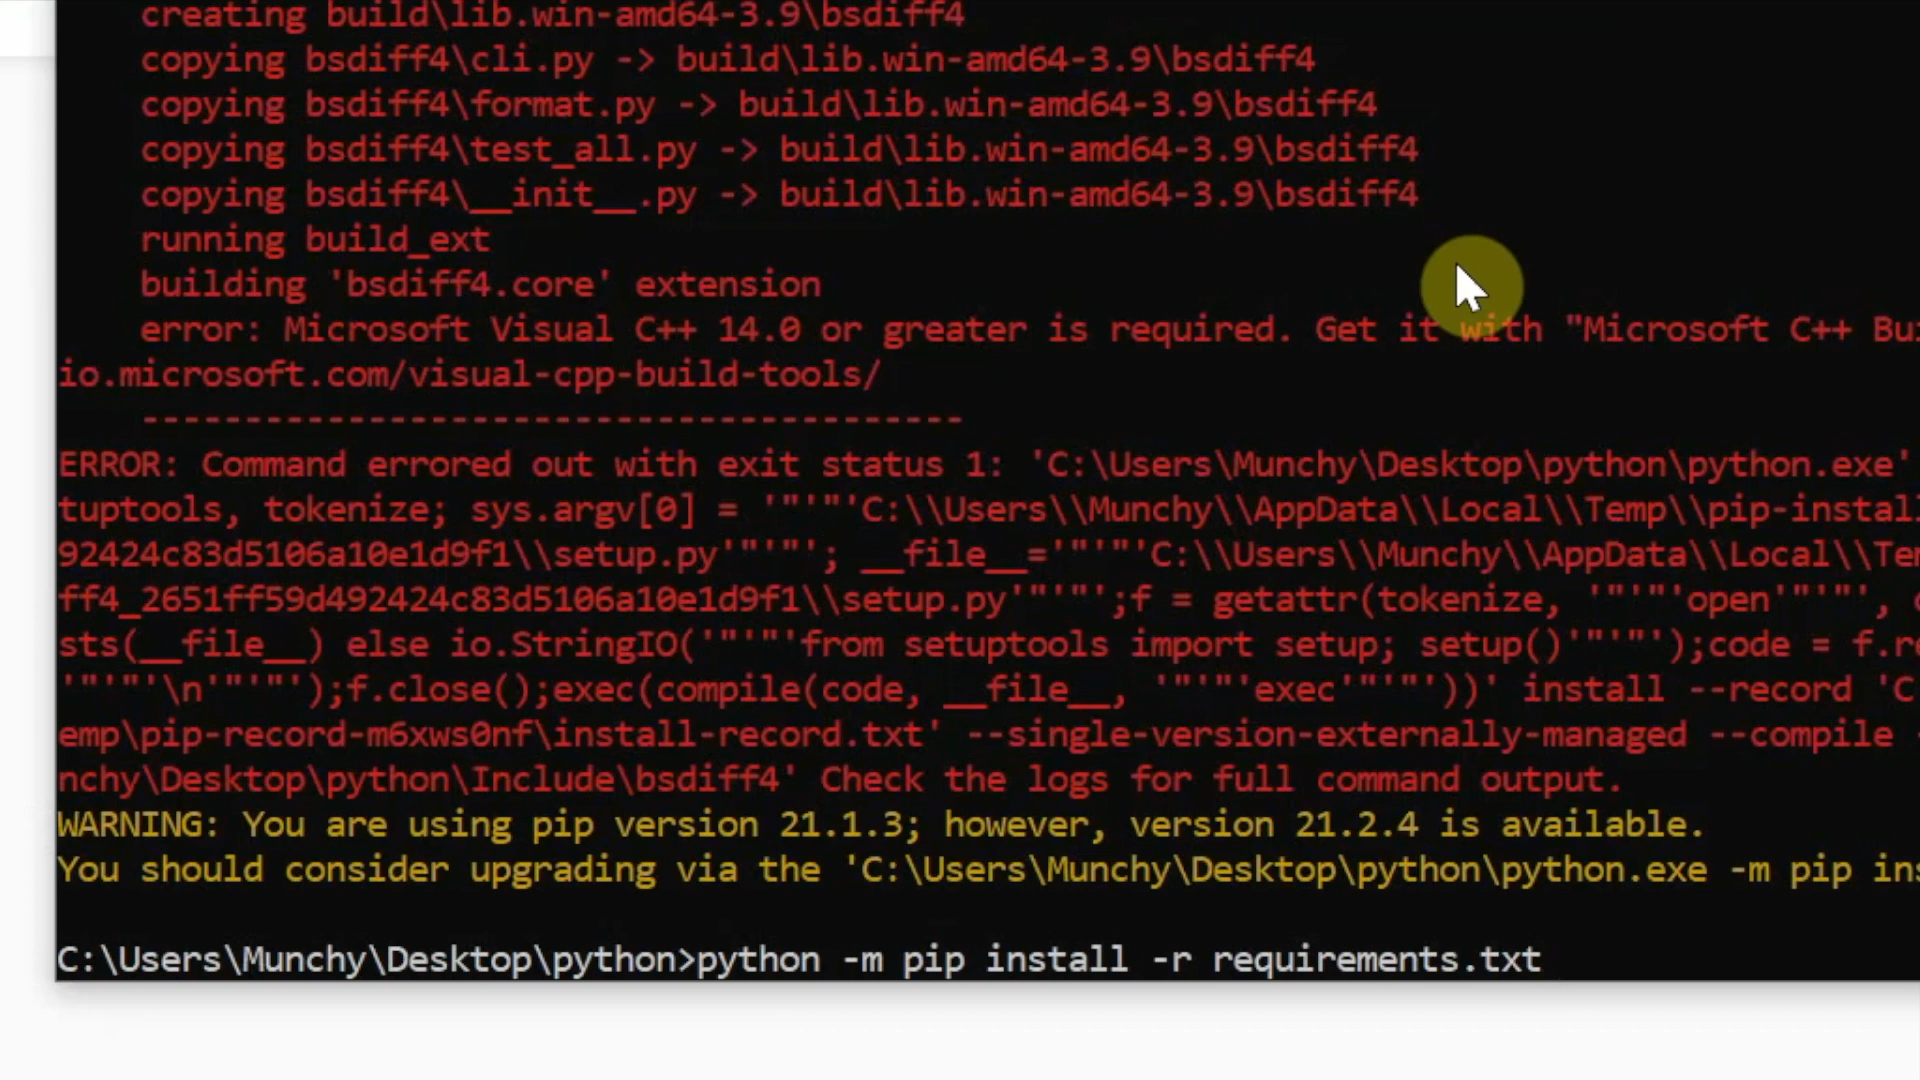 creating build\lib.win-amd64-3.9\bsdiff4
copying bsdiff4\cli.py -> build\lib.win-amd64-3.9\bsdiff4
copying bsdiff4\format.py -> build\lib.win-amd64-3.9\bsdiff4
copying bsdiff4\test_all.py -> build\lib.win-amd64-3.9\bsdiff4
copying bsdiff4\__init__.py -> build\lib.win-amd64-3.9\bsdiff4
running build_ext
building 'bsdiff4.core' extension
error: Microsoft Visual C++ 14.0 or greater is required. Get it with "Microsoft C++ Bu
io.microsoft.com/visual-cpp-build-tools/
----------------------------------------
ERROR: Command errored out with exit status 1: 'C:\Users\Munchy\Desktop\python\python.exe'
tuptools, tokenize; sys.argv[0] = '"'"'C:\\Users\\Munchy\\AppData\\Local\\Temp\\pip-install
92424c83d5106a10e1d9f1\\setup.py'"'"'; __file__='"'"'C:\\Users\\Munchy\\AppData\\Local\\Tem
ff4_2651ff59d492424c83d5106a10e1d9f1\\setup.py'"'"';f = getattr(tokenize, '"'"'open'"'"',
sts(__file__) else io.StringIO('"'"'from setuptools import setup; setup()'"'"');code = f.re
'"'"'\n'"'"');f.close();exec(compile(code, __file__, '"'"'exec'"'"'))' install --record 'C
emp\pip-record-m6xws0nf\install-record.txt' --single-version-externally-managed --compile
nchy\Desktop\python\Include\bsdiff4' Check the logs for full command output.
WARNING: You are using pip version 21.1.3; however, version 21.2.4 is available.
You should consider upgrading via the 'C:\Users\Munchy\Desktop\python\python.exe -m pip ins
C:\Users\Munchy\Desktop\python>python -m pip install -r requirements.txt